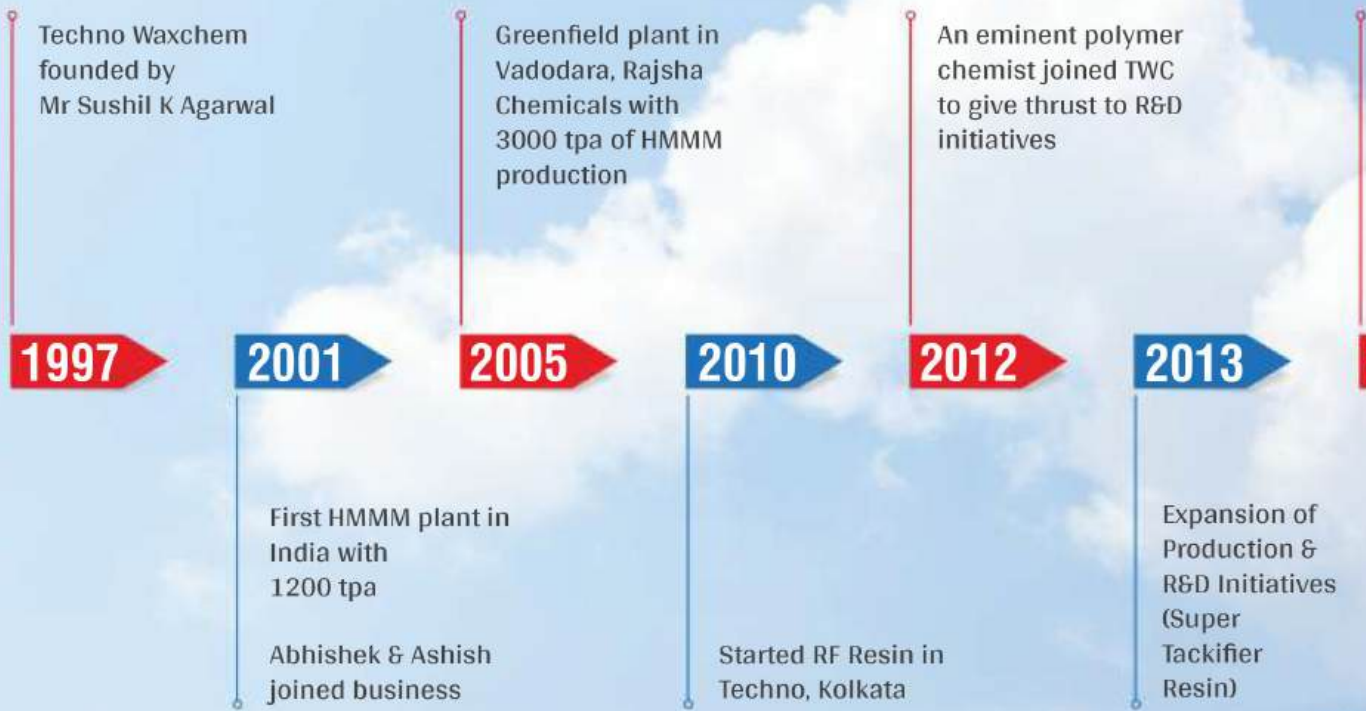 Techno Waxchem
founded by
Mr Sushil K Agarwal
Greenfield plant in
Vadodara, Rajsha
Chemicals with
3000 tpa of HMMM
production
An eminent polymer
chemist joined TWC
to give thrust to R&D
initiatives
1997
2001
2005
2010
2012
2013
First HMMM plant in
India with
1200 tpa
Abhishek & Ashish
joined business
Started RF Resin in
Techno, Kolkata
Expansion of
Production &
R&D Initiatives
(Super
Tackifier
Resin)